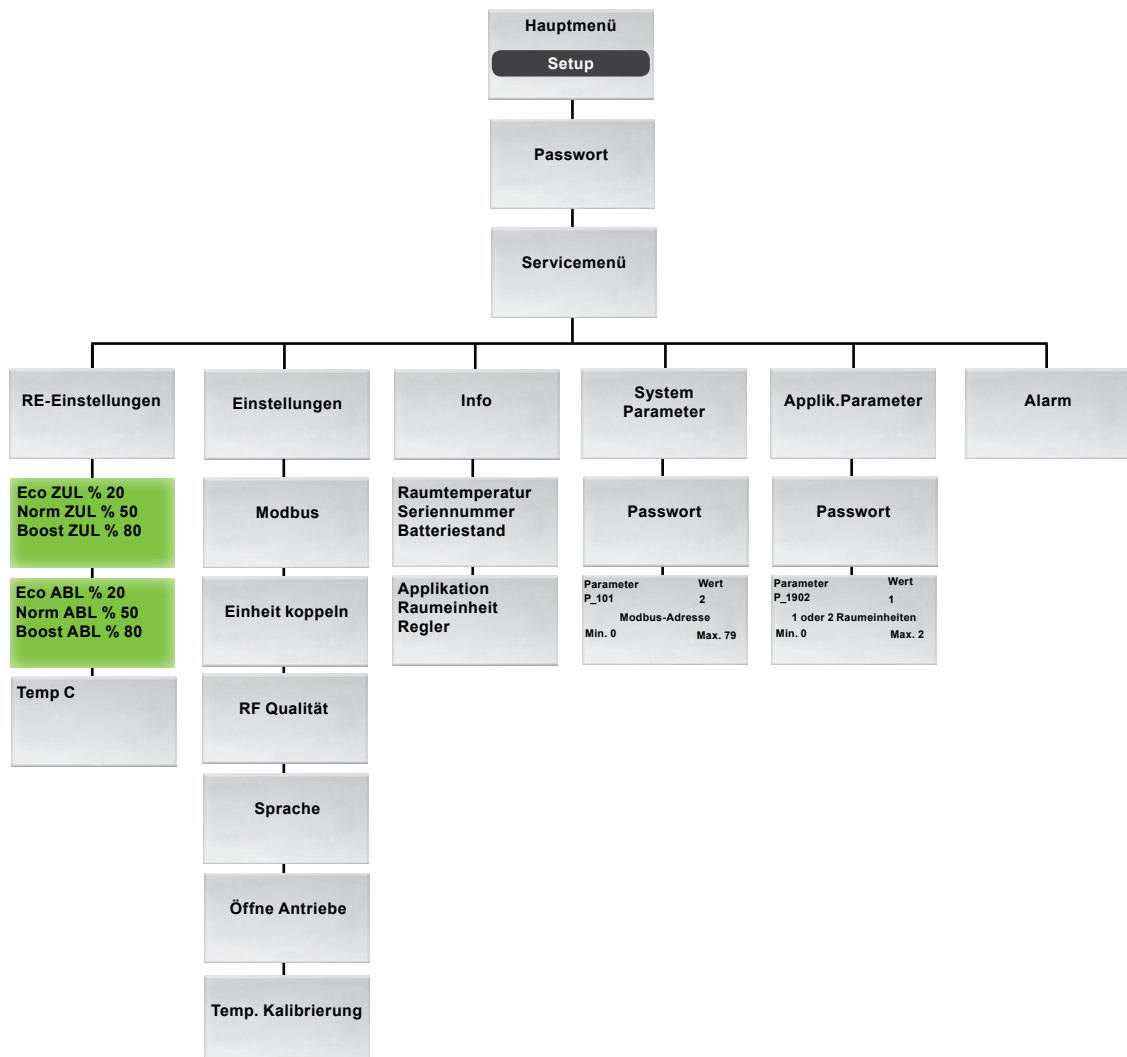 Hauptmenü
Setup
Passwort
Servicemenü
RE-Einstellungen
Einstellungen
Info
System
Parameter
Applik.Parameter
Alarm
Eco ZUL % 20
Norm ZUL % 50
Boost ZUL % 80
Modbus
Raumtemperatur
Seriennummer
Batteriestand
Passwort
Passwort
Eco ABL % 20
Norm ABL % 50
Boost ABL % 80
Einheit koppeln
Applikation
Raumeinheit
Regler
Parameter Wert
P_101 2
Modbus-Adresse
Min. 0 Max. 79
Parameter Wert
P_1902 1
1 oder 2 Raumeinheiten
Min. 0 Max. 2
Temp C
RF Qualität
Sprache
Öffne Antriebe
Temp. Kalibrierung